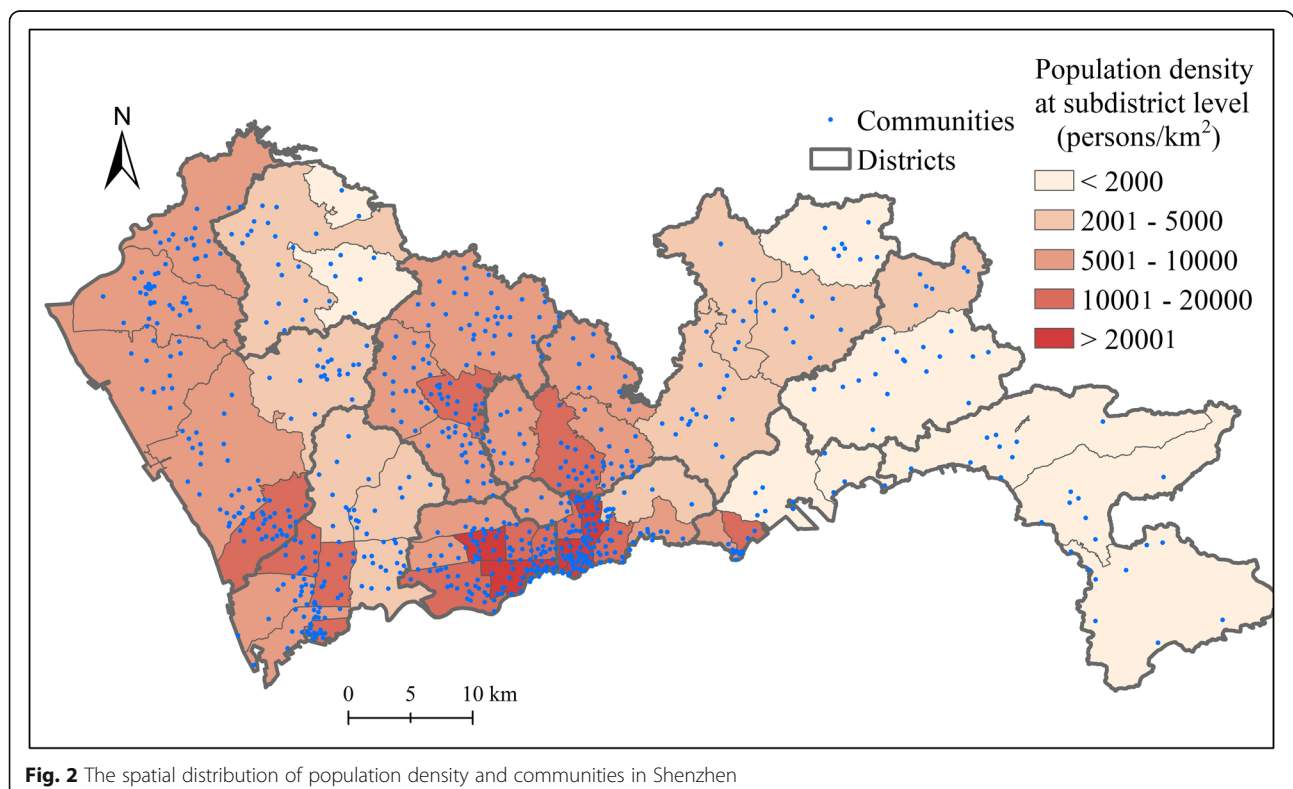 N
Communities
Districts
Population density
at subdistrict level
(persons/km²)
< 2000
2001 - 5000
5001 - 10000
10001 - 20000
> 20001
0 5 10 km
Fig. 2 The spatial distribution of population density and communities in Shenzhen